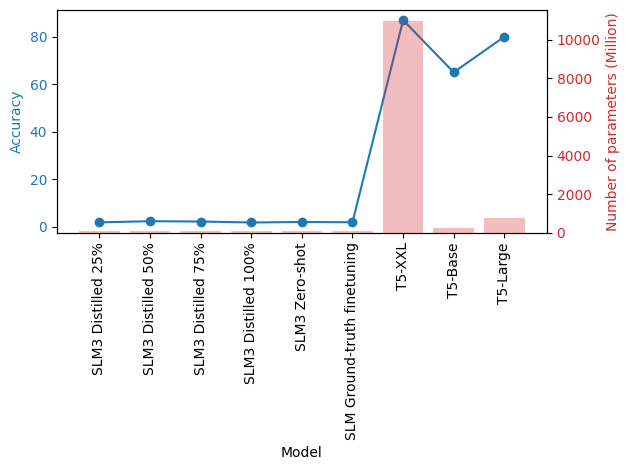 Accuracy
80
60
40
20
0
10000
8000
6000
4000
2000
0
Number of parameters (Million)
SLM3 Distilled 25%
SLM3 Distilled 50%
SLM3 Distilled 75%
SLM3 Distilled 100%
SLM3 Zero-shot
SLM Ground-truth finetuning
T5-XXL
T5-Base
T5-Large
Model